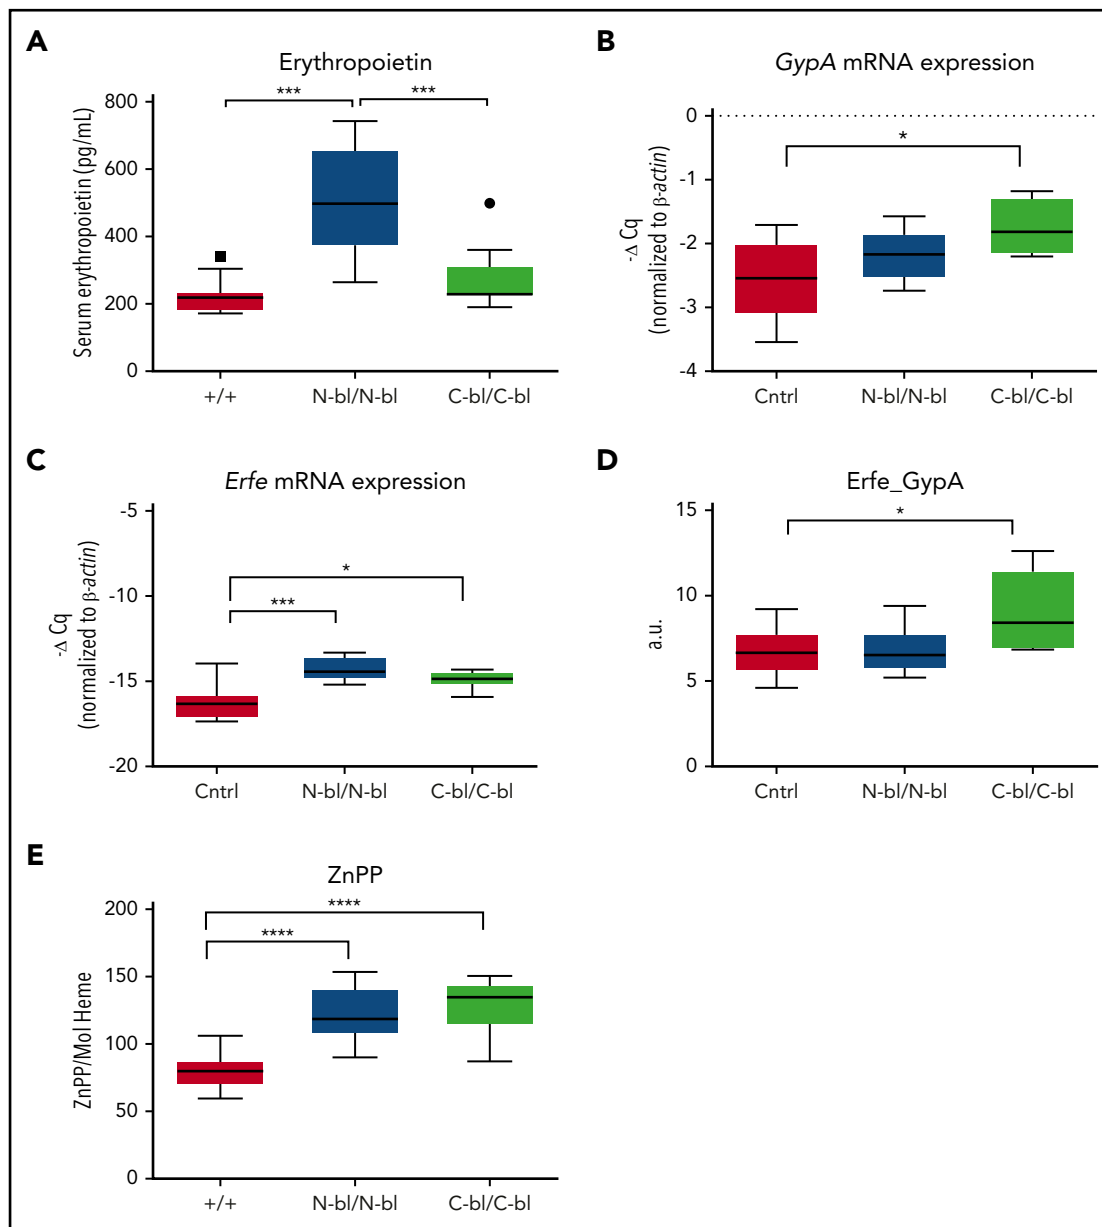 A
Erythropoietin
Serum erythropoietin (pg/mL)
800
600
400
200
0
***
***
+/+
N-bl/N-bl
C-bl/C-bl
B
GypA mRNA expression
-Δ Cq
(normalized to β-actin)
0
-1
-2
-3
-4
*
Cntrl
N-bl/N-bl
C-bl/C-bl
C
Erfe mRNA expression
-Δ Cq
(normalized to β-actin)
-5
-10
-15
-20
*
***
Cntrl
N-bl/N-bl
C-bl/C-bl
D
Erfe_GypA
a.u.
15
10
5
0
*
Cntrl
N-bl/N-bl
C-bl/C-bl
E
ZnPP
ZnPP/Mol Heme
200
150
100
50
0
****
****
+/+
N-bl/N-bl
C-bl/C-bl